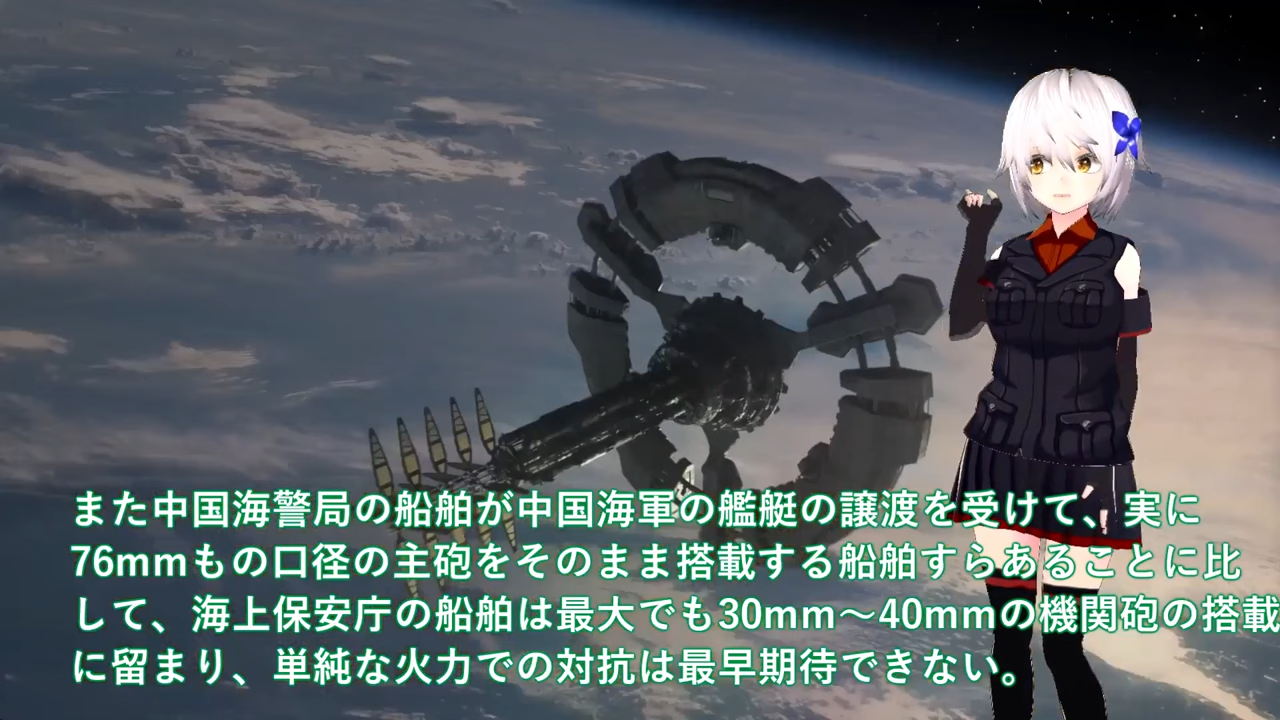 また中国海警局の船舶が中国海軍の艦艇の譲渡を受けて、実に
76mmもの口径の主砲をそのまま搭載する船舶すらあることに比
して、海上保安庁の船舶は最大でも30mm～40mmの機関砲の搭載
に留まり、単純な火力での対抗は最早期待できない。